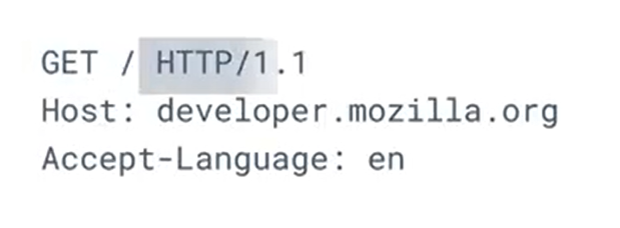 GET / HTTP/1.1
Host: developer.mozilla.org
Accept-Language: en